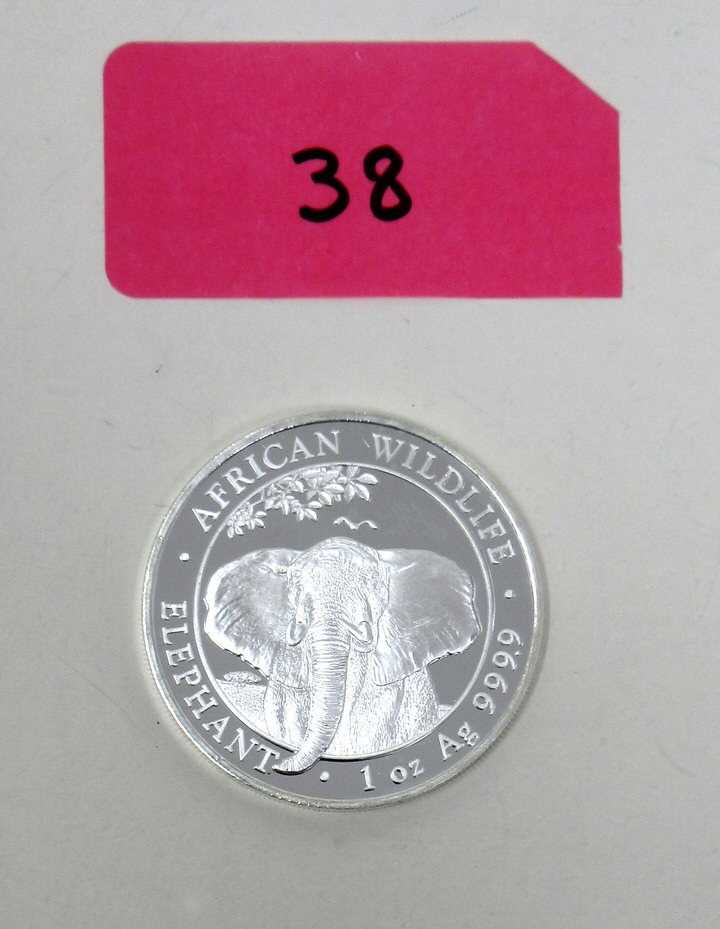 38
AFRICAN WILDLIFE
ELEPHANT
1 oz Ag 999.9